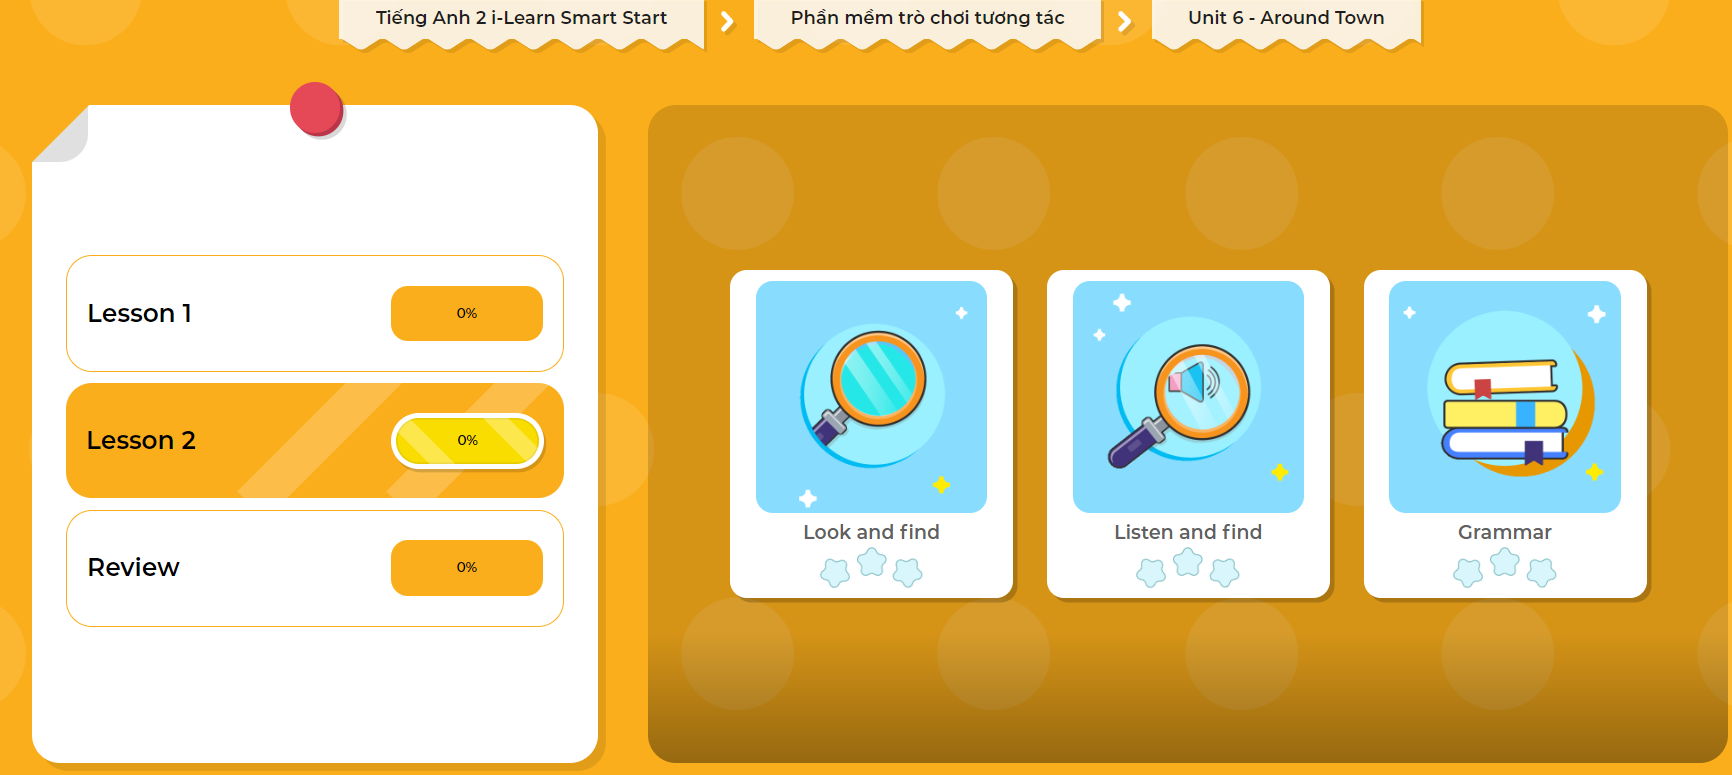 Tiếng Anh 2 i-Learn Smart Start
Phần mềm trò chơi tương tác
Unit 6 - Around Town
Lesson 1
0%
Lesson 2
0%
Review
0%
Look and find
Listen and find
Grammar